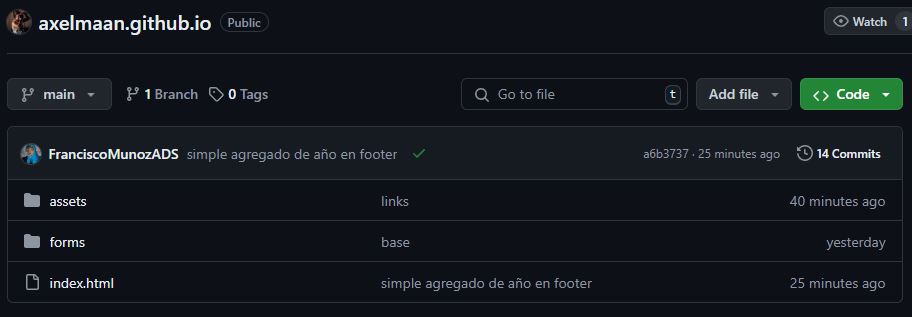 axelmaan.github.io Public Watch 1
main 1 Branch 0 Tags Go to file t Add file Code
FranciscoMunozADS simple agregado de año en footer a6b3737 · 25 minutes ago 14 Commits
assets links 40 minutes ago
forms base yesterday
index.html simple agregado de año en footer 25 minutes ago